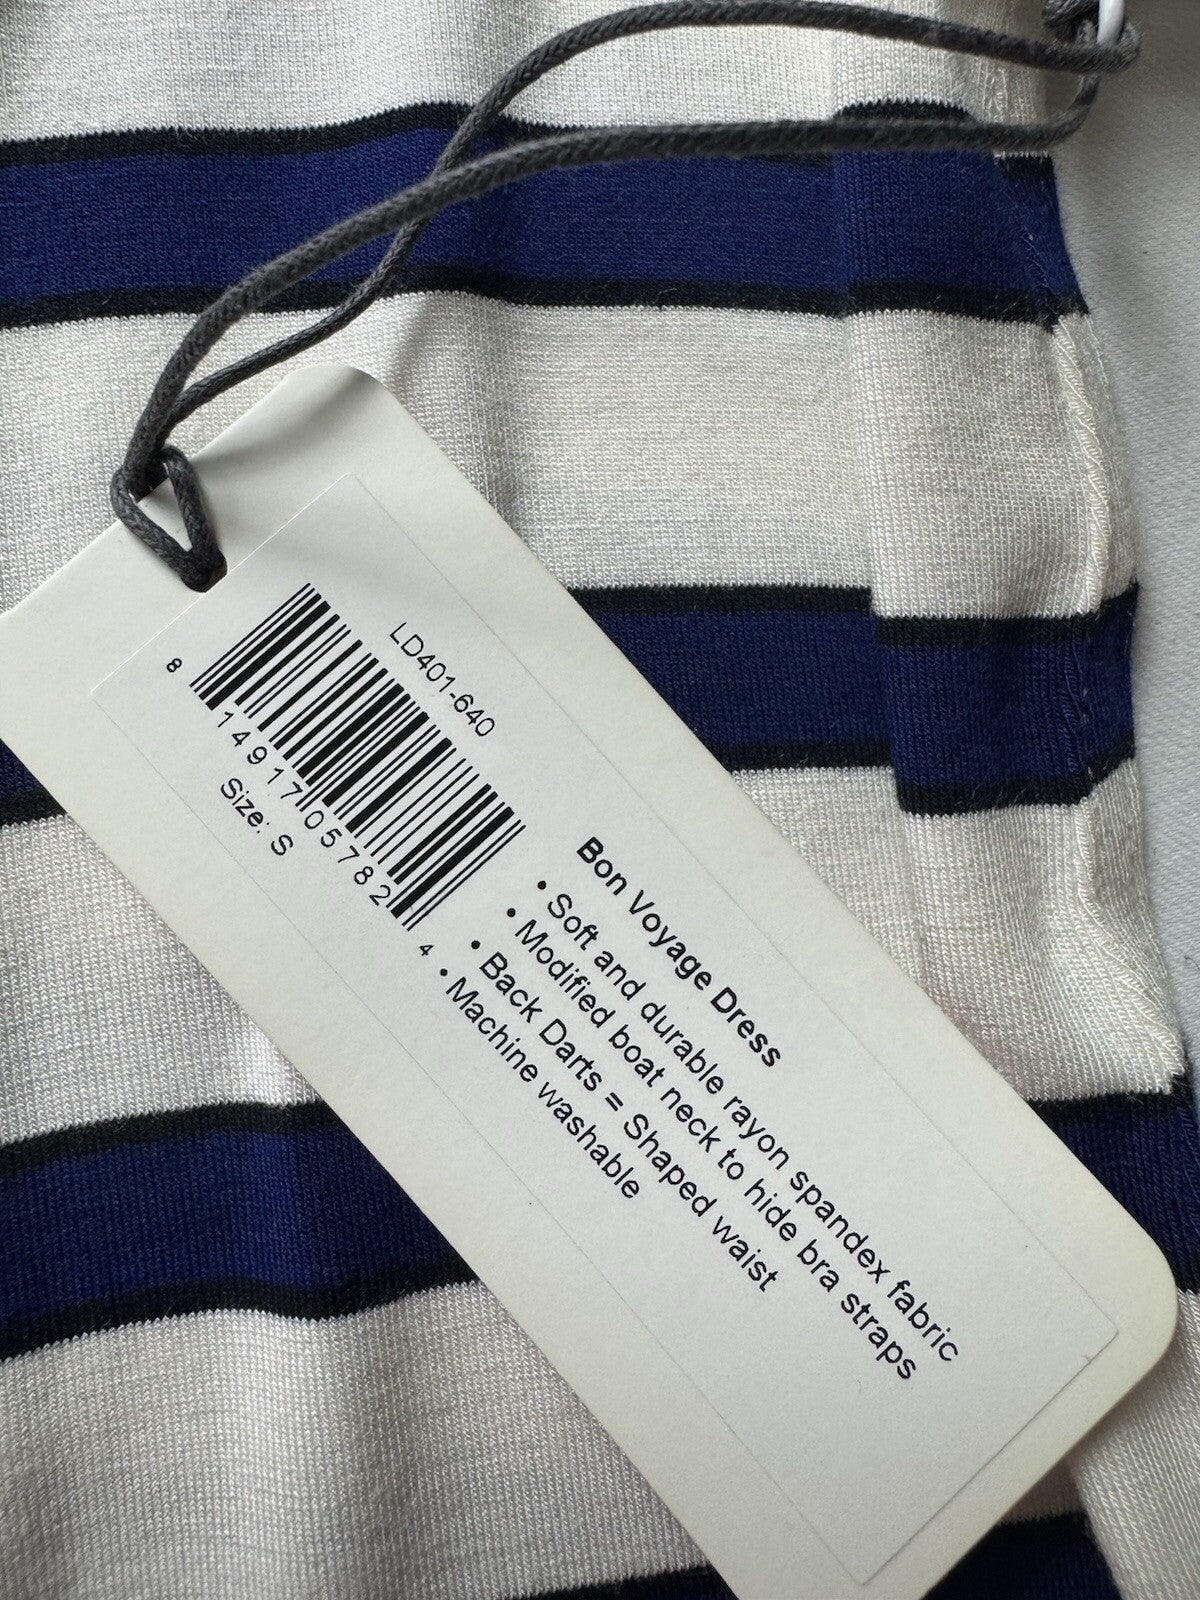 LD401-640
8 14917 05782 4
Size: S
Bon Voyage Dress
• Soft and durable rayon spandex fabric
• Modified boat neck to hide bra straps
• Back Darts = Shaped waist
• Machine washable